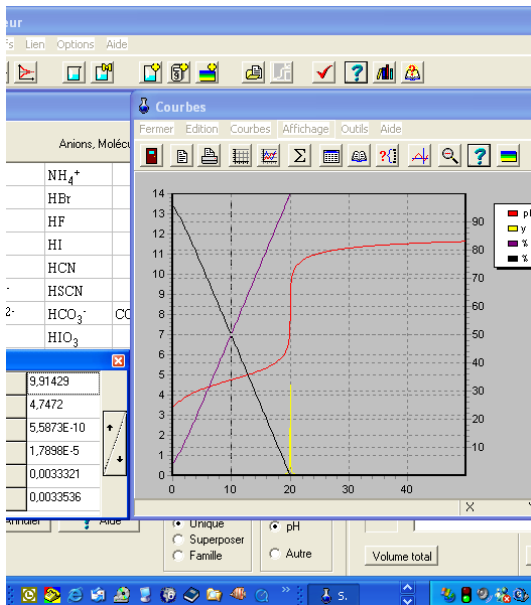 eur
fs Lien Options Aide
Courbes
Fermer Edition Courbes Affichage Outils Aide
Anions, Molécu
NH₄⁺
HBr
HF
HI
HCN
HSCN
2- HCO₃⁻ CO
HIO₃
9,91429
4,7472
5,5873E-10
1,7898E-5
0,0033321
0,0033536
14
13
12
11
10
9
8
7
6
5
4
3
2
1
0
90
80
70
60
50
40
30
20
10
0 10 20 30 40
pH
y
%
%
X
Annuler
? Aide
Unique
Superposer
Famille
pH
Autre
Volume total
S.